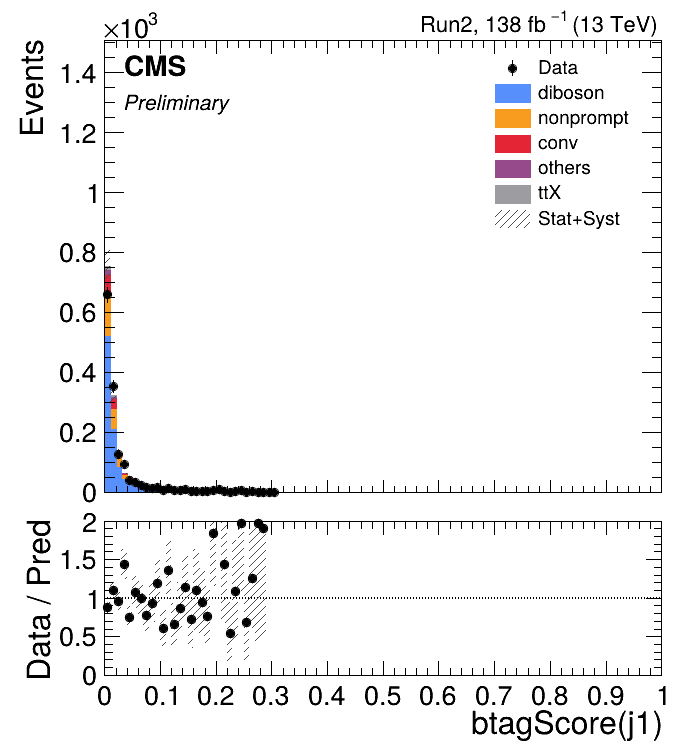 ×10³
Run2, 138 fb⁻¹ (13 TeV)
CMS
Preliminary
Events
1.4
1.2
1
0.8
0.6
0.4
0.2
0
Data
diboson
nonprompt
conv
others
ttX
Stat+Syst
Data / Pred
2
1.5
1
0.5
0
0 0.1 0.2 0.3 0.4 0.5 0.6 0.7 0.8 0.9 1
btagScore(j1)